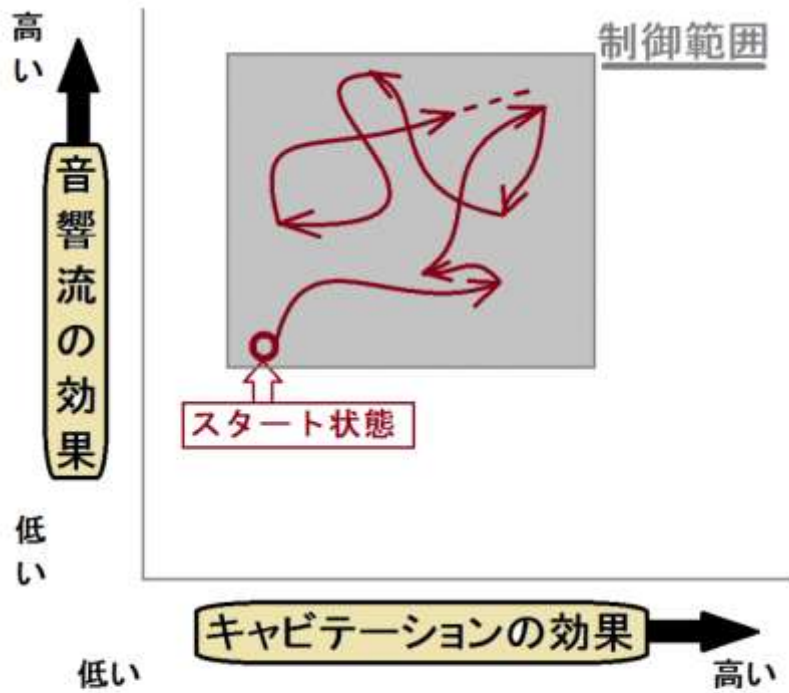 高い
制御範囲
音響流の効果
スタート状態
低い
キャビテーションの効果
低い
高い